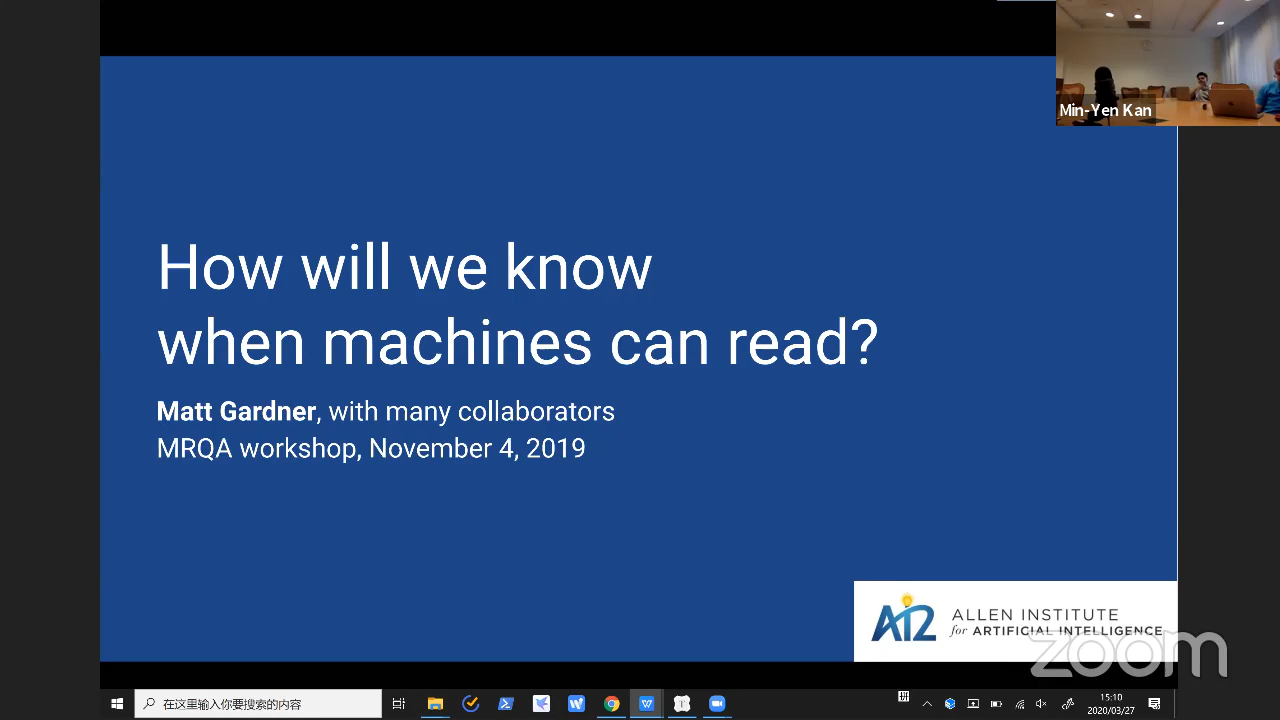 Min-Yen Kan
How will we know
when machines can read?
Matt Gardner, with many collaborators
MRQA workshop, November 4, 2019
AI2
ALLEN INSTITUTE
for ARTIFICIAL INTELLIGENCE
zoom
在这里输入你要搜索的内容
15:10
2020/03/27